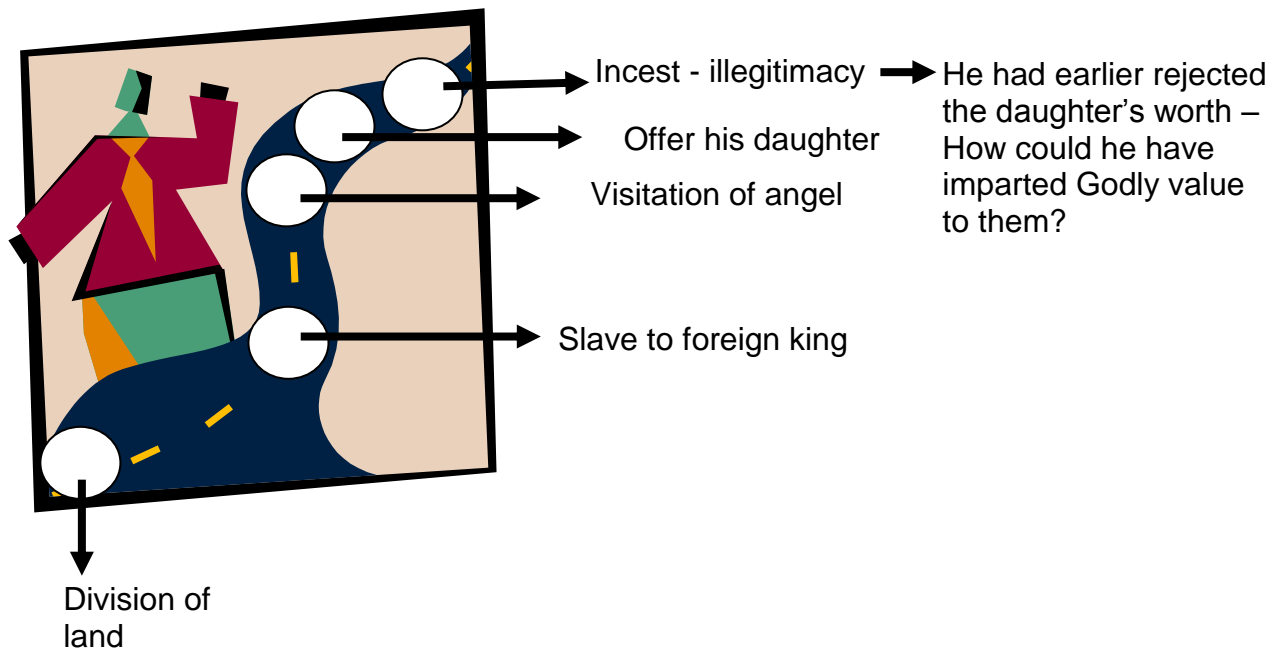 Incest - illegitimacy
He had earlier rejected
the daughter’s worth –
How could he have
imparted Godly value
to them?
Offer his daughter
Visitation of angel
Slave to foreign king
Division of
land